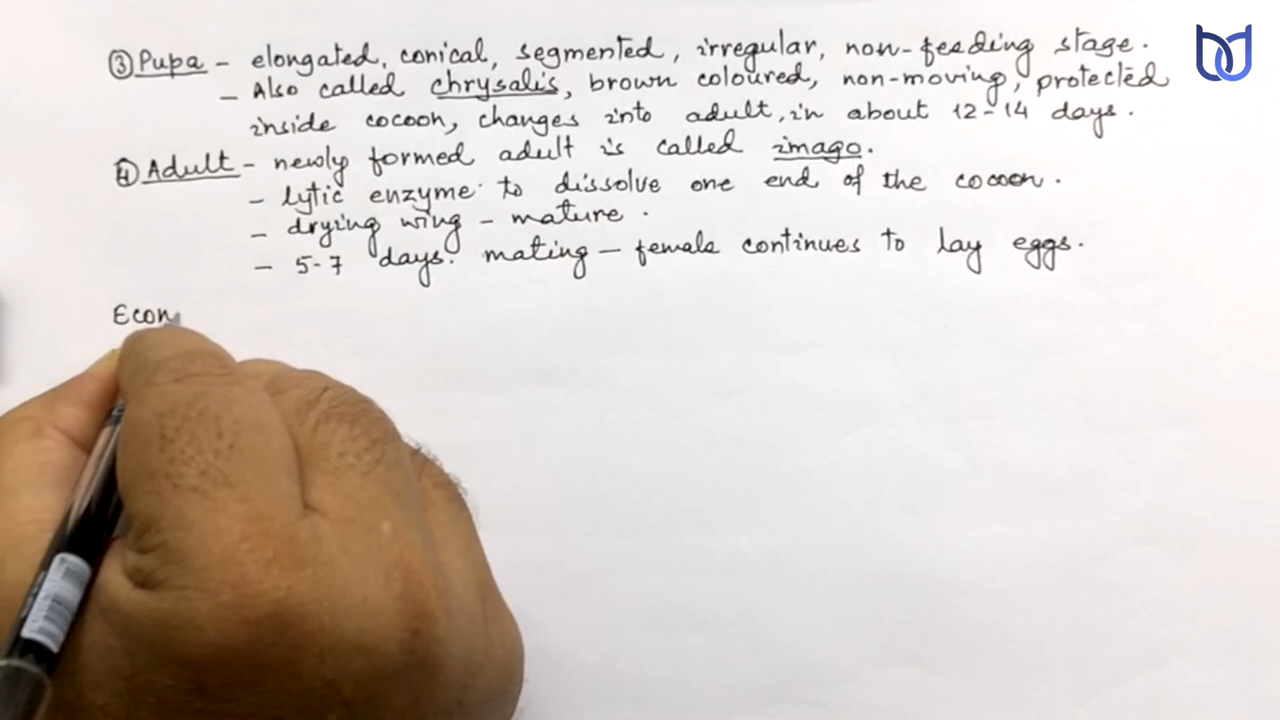 ③ Pupa - elongated, conical, segmented, irregular, non-feeding stage.
- Also called chrysalis, brown coloured, non-moving, protected
inside cocoon, changes into adult, in about 12-14 days.
④ Adult - newly formed adult is called imago.
- lytic enzyme to dissolve one end of the cocoon.
- drying wing - mature.
- 5-7 days. mating - female continues to lay eggs.
Econ